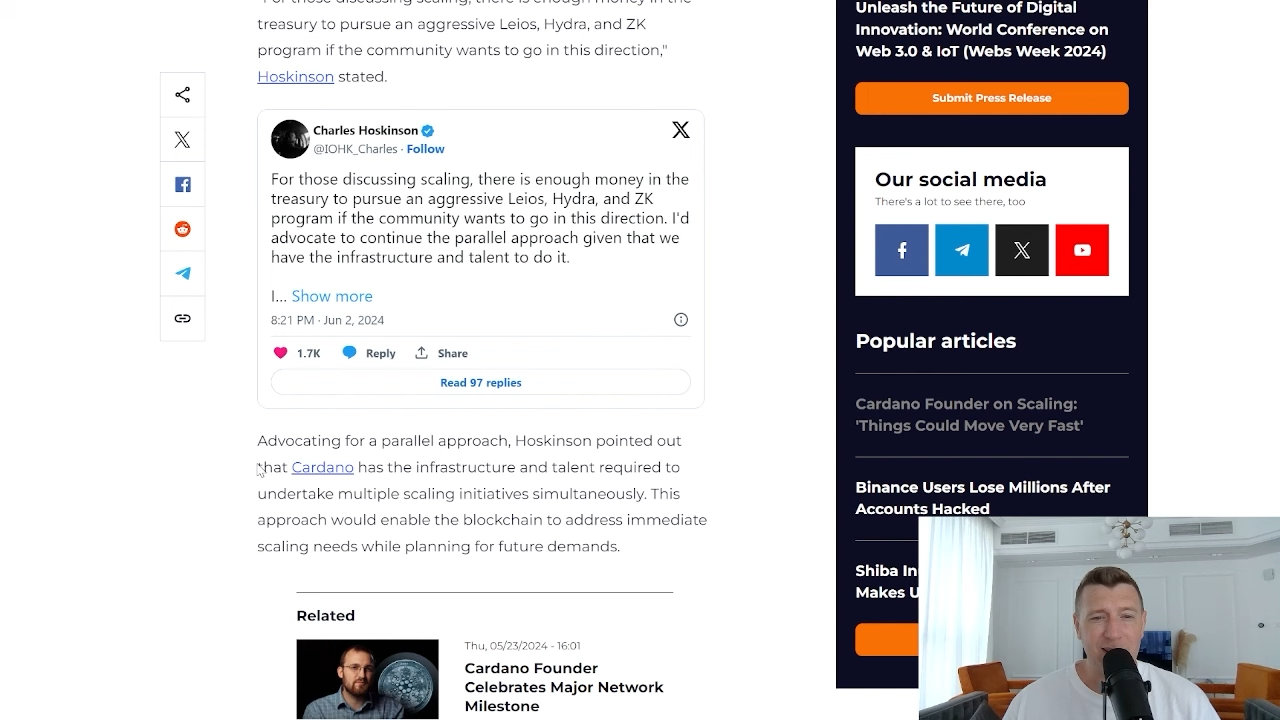 treasury to pursue an aggressive Leios, Hydra, and ZK
program if the community wants to go in this direction,"
Hoskinson stated.
Charles Hoskinson
@IOHK_Charles · Follow
For those discussing scaling, there is enough money in the
treasury to pursue an aggressive Leios, Hydra, and ZK
program if the community wants to go in this direction. I'd
advocate to continue the parallel approach given that we
have the infrastructure and talent to do it.
I... Show more
8:21 PM · Jun 2, 2024
1.7K Reply Share
Read 97 replies
Advocating for a parallel approach, Hoskinson pointed out
that Cardano has the infrastructure and talent required to
undertake multiple scaling initiatives simultaneously. This
approach would enable the blockchain to address immediate
scaling needs while planning for future demands.
Related
Thu, 05/23/2024 - 16:01
Cardano Founder
Celebrates Major Network
Milestone
Unleash the Future of Digital
Innovation: World Conference on
Web 3.0 & IoT (Webs Week 2024)
Submit Press Release
Our social media
There's a lot to see there, too
Popular articles
Cardano Founder on Scaling:
'Things Could Move Very Fast'
Binance Users Lose Millions After
Accounts Hacked
Shiba
Makes